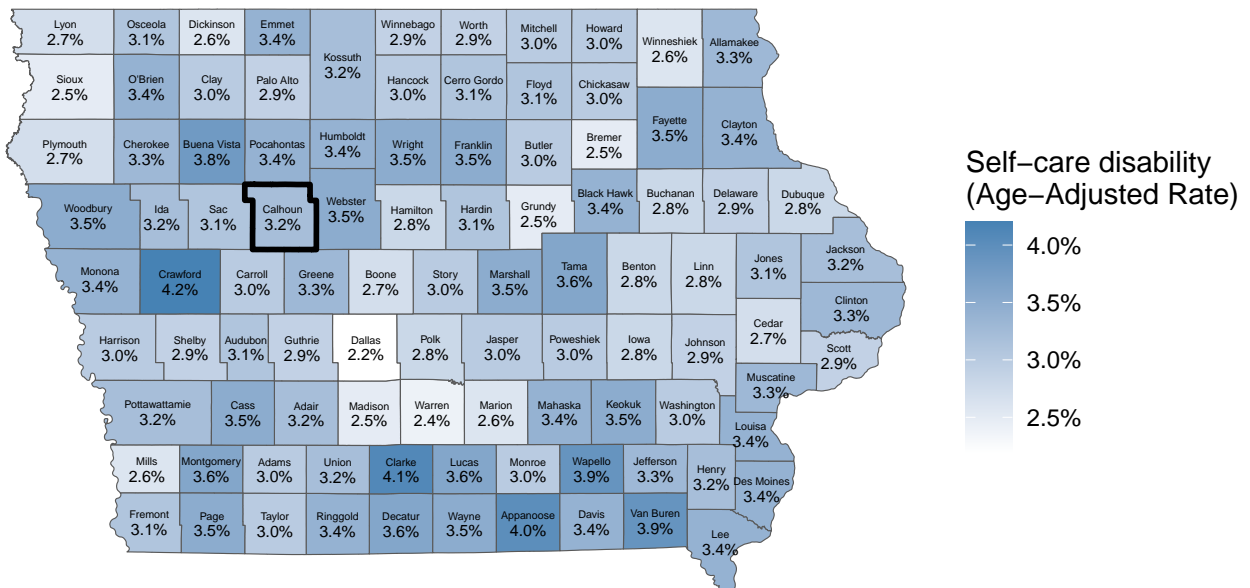 Lyon
2.7%
Osceola
3.1%
Dickinson
2.6%
Emmet
3.4%
Kossuth
3.2%
Winnebago
2.9%
Worth
2.9%
Mitchell
3.0%
Howard
3.0%
Winneshiek
2.6%
Allamakee
3.3%
Sioux
2.5%
O'Brien
3.4%
Clay
3.0%
Palo Alto
2.9%
Hancock
3.0%
Cerro Gordo
3.1%
Floyd
3.1%
Chickasaw
3.0%
Fayette
3.5%
Clayton
3.4%
Plymouth
2.7%
Cherokee
3.3%
Buena Vista
3.8%
Pocahontas
3.4%
Humboldt
3.4%
Wright
3.5%
Franklin
3.5%
Butler
3.0%
Bremer
2.5%
Woodbury
3.5%
Ida
3.2%
Sac
3.1%
Calhoun
3.2%
Webster
3.5%
Hamilton
2.8%
Hardin
3.1%
Grundy
2.5%
Black Hawk
3.4%
Buchanan
2.8%
Delaware
2.9%
Dubuque
2.8%
Monona
3.4%
Crawford
4.2%
Carroll
3.0%
Greene
3.3%
Boone
2.7%
Story
3.0%
Marshall
3.5%
Tama
3.6%
Benton
2.8%
Linn
2.8%
Jones
3.1%
Jackson
3.2%
Clinton
3.3%
Harrison
3.0%
Shelby
2.9%
Audubon
3.1%
Guthrie
2.9%
Dallas
2.2%
Polk
2.8%
Jasper
3.0%
Poweshiek
3.0%
Iowa
2.8%
Johnson
2.9%
Cedar
2.7%
Scott
2.9%
Muscatine
3.3%
Pottawattamie
3.2%
Cass
3.5%
Adair
3.2%
Madison
2.5%
Warren
2.4%
Marion
2.6%
Mahaska
3.4%
Keokuk
3.5%
Washington
3.0%
Louisa
3.4%
Mills
2.6%
Montgomery
3.6%
Adams
3.0%
Union
3.2%
Clarke
4.1%
Lucas
3.6%
Monroe
3.0%
Wapello
3.9%
Jefferson
3.3%
Henry
3.2%
Des Moines
3.4%
Fremont
3.1%
Page
3.5%
Taylor
3.0%
Ringgold
3.4%
Decatur
3.6%
Wayne
3.5%
Appanoose
4.0%
Davis
3.4%
Van Buren
3.9%
Lee
3.4%
Self−care disability
(Age−Adjusted Rate)
4.0%
3.5%
3.0%
2.5%